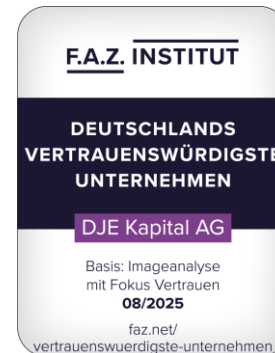 F.A.Z. INSTITUT
DEUTSCHLANDS
VERTRAUENSWÜRDIGSTE
UNTERNEHMEN
DJE Kapital AG
Basis: Imageanalyse
mit Fokus Vertrauen
08/2025
faz.net/
vertrauenswuerdigste-unternehmen